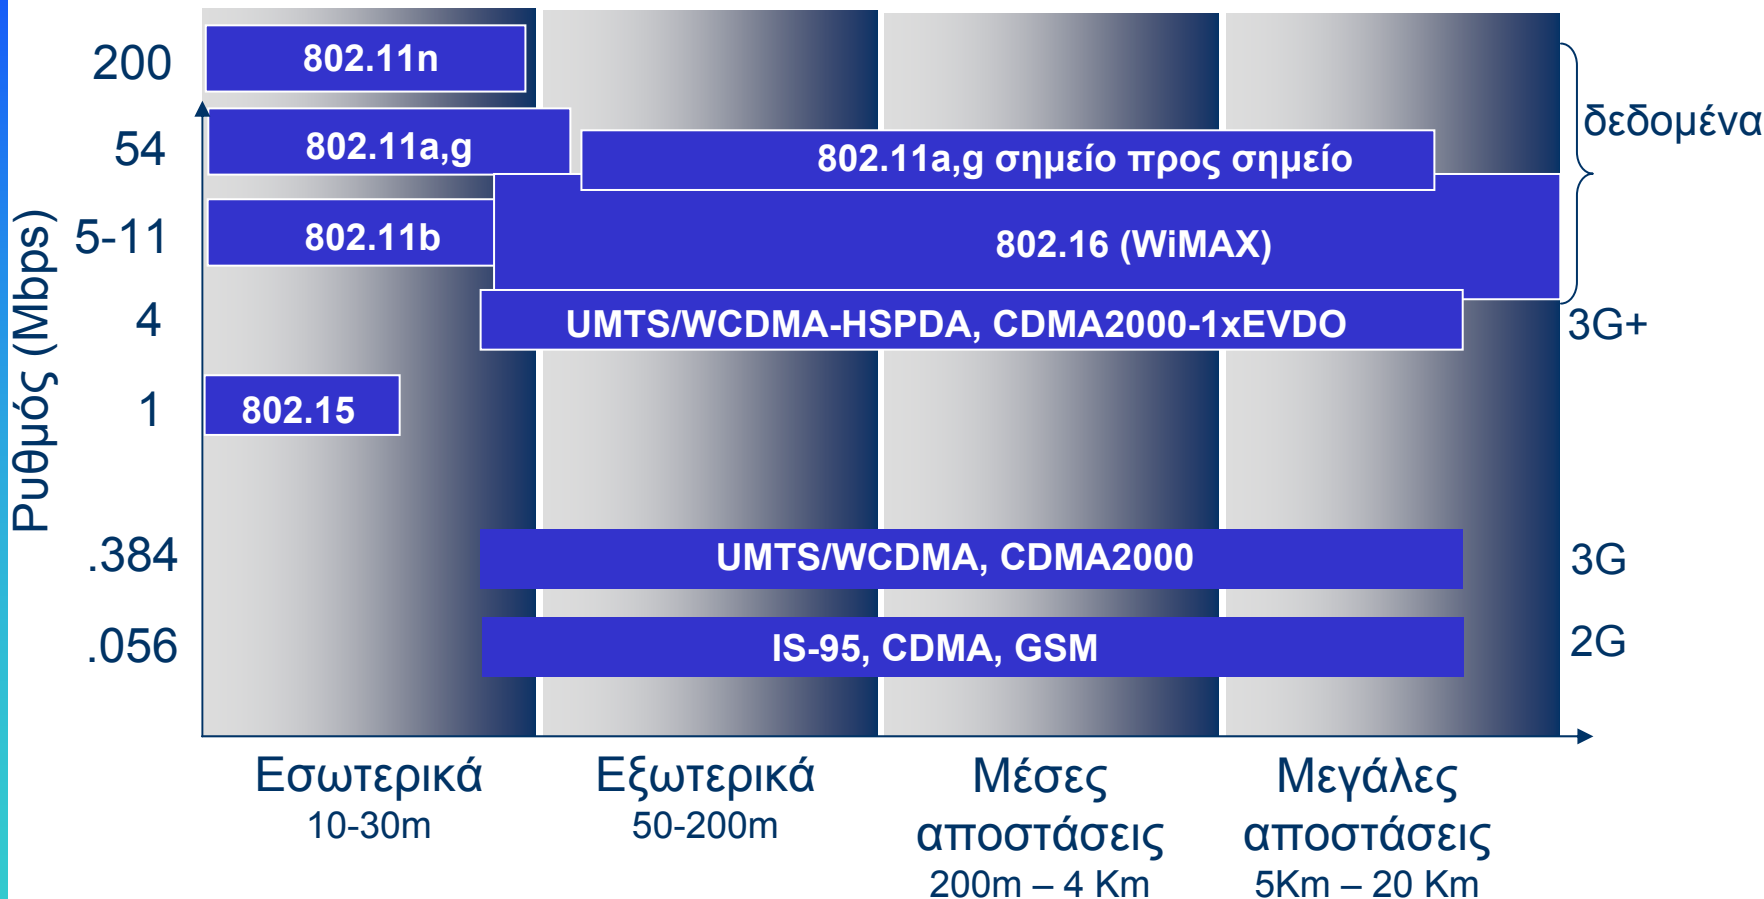 200
802.11n
54
802.11a,g
802.11a,g σημείο προς σημείο
δεδομένα
5-11
802.11b
802.16 (WiMAX)
4
UMTS/WCDMA-HSPDA, CDMA2000-1xEVDO
3G+
1
802.15
.384
UMTS/WCDMA, CDMA2000
3G
.056
IS-95, CDMA, GSM
2G
Ρυθμός (Mbps)
Εσωτερικά
10-30m
Εξωτερικά
50-200m
Μέσες
αποστάσεις
200m – 4 Km
Μεγάλες
αποστάσεις
5Km – 20 Km